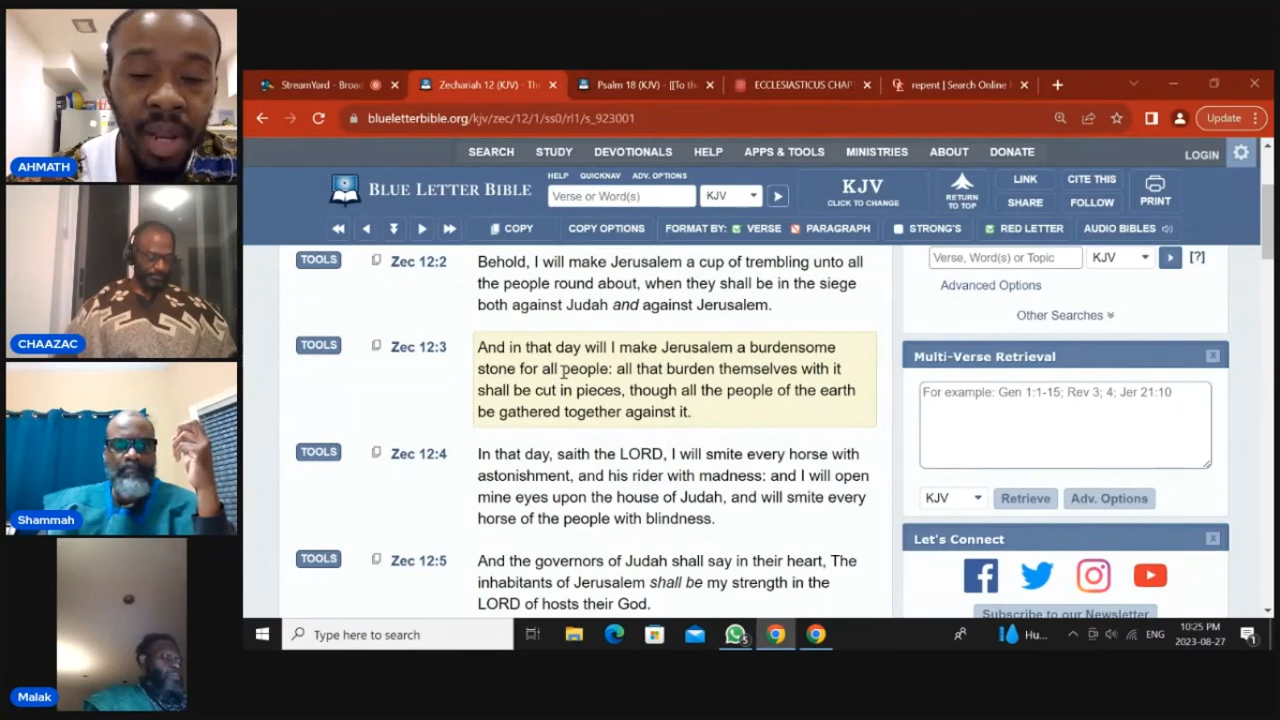 AHMATH
CHAAZAC
Shammah
Malak
StreamYard - Broad
Zechariah 12 (KJV) - Th
Psalm 18 (KJV) - [[To th
ECCLESIASTICUS CHAP
repent | Search Online
blueletterbible.org/kjv/zec/12/1/ss0/rl1/s_923001
Update
SEARCH STUDY DEVOTIONALS HELP APPS & TOOLS MINISTRIES ABOUT DONATE
LOGIN
BLUE LETTER BIBLE
HELP QUICKNAV ADV. OPTIONS
Verse or Word(s)
KJV
KJV
CLICK TO CHANGE
RETURN
TO TOP
LINK
SHARE
CITE THIS
FOLLOW
PRINT
COPY COPY OPTIONS FORMAT BY: VERSE PARAGRAPH STRONG'S RED LETTER AUDIO BIBLES
TOOLS Zec 12:2 Behold, I will make Jerusalem a cup of trembling unto all
the people round about, when they shall be in the siege
both against Judah and against Jerusalem.
TOOLS Zec 12:3 And in that day will I make Jerusalem a burdensome
stone for all people: all that burden themselves with it
shall be cut in pieces, though all the people of the earth
be gathered together against it.
TOOLS Zec 12:4 In that day, saith the LORD, I will smite every horse with
astonishment, and his rider with madness: and I will open
mine eyes upon the house of Judah, and will smite every
horse of the people with blindness.
TOOLS Zec 12:5 And the governors of Judah shall say in their heart, The
inhabitants of Jerusalem shall be my strength in the
LORD of hosts their God.
Verse, Word(s) or Topic KJV [?]
Advanced Options
Other Searches
Multi-Verse Retrieval
For example: Gen 1:1-15; Rev 3; 4; Jer 21:10
KJV Retrieve Adv. Options
Let's Connect
Subscribe to our Newsletter
Type here to search
5
Hu...
ENG
10:25 PM
2023-08-27
1